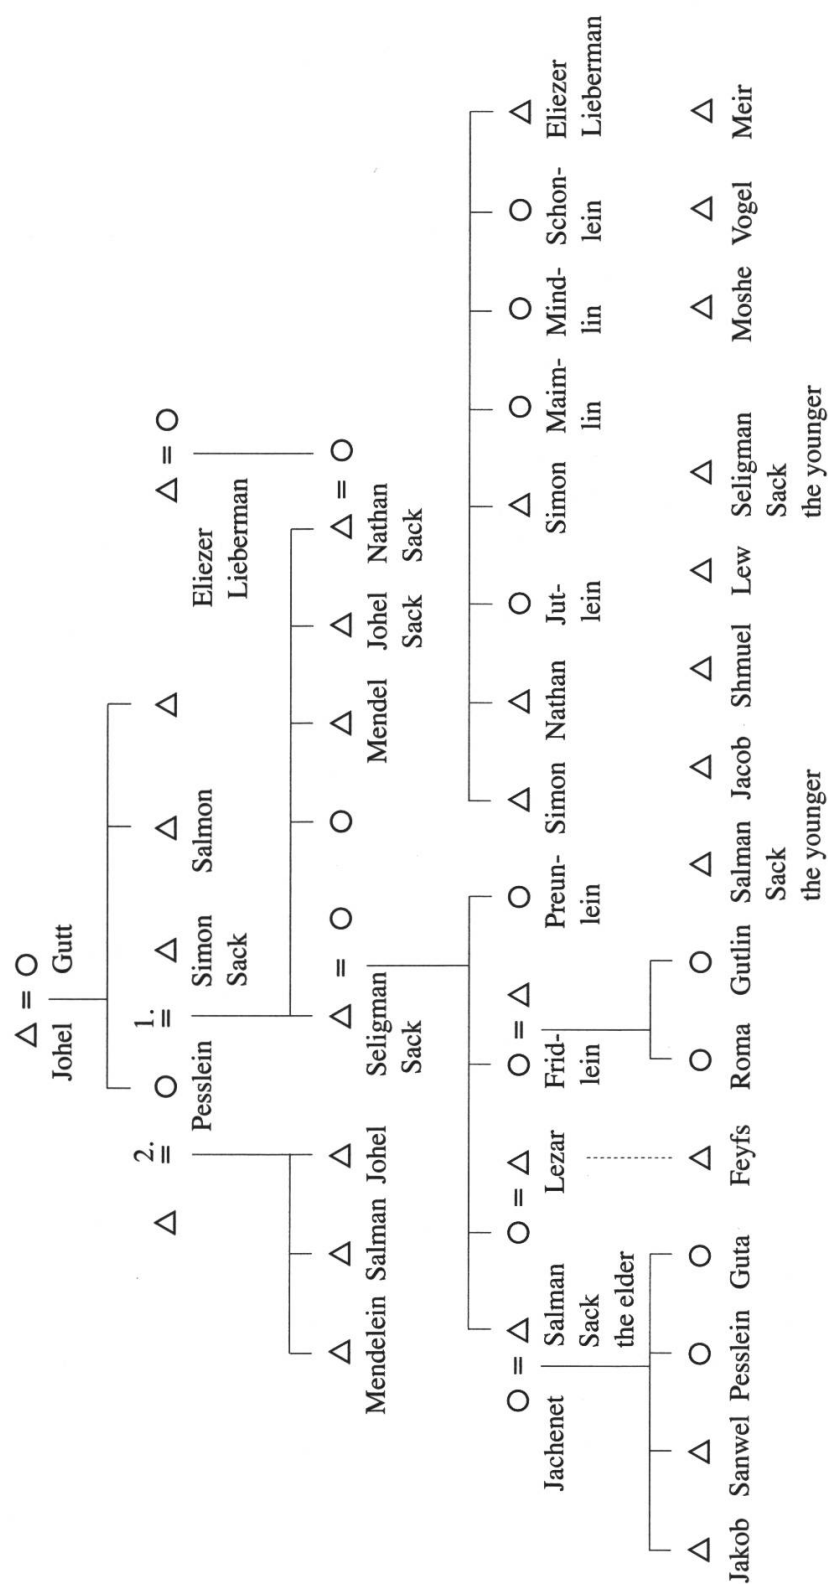 Johel Gutt
2. 1.
Pesslein Simon Salmon Eliezer
Sack Lieberman
Mendelein Salman Johel Seligman Mendel Johel Nathan
Sack Sack Sack
Jachenet Salman Lezar Frid- Preun- Simon Nathan Jut- Simon Maim- Mind- Schon- Eliezer
Sack lein lein lein lin lin lein Lieberman
the elder
Jakob Sanwel Pesslein Guta Feyfs Roma Gutlin Salman Jacob Shmuel Lew Seligman Moshe Vogel Meir
Sack Sack
the younger the younger